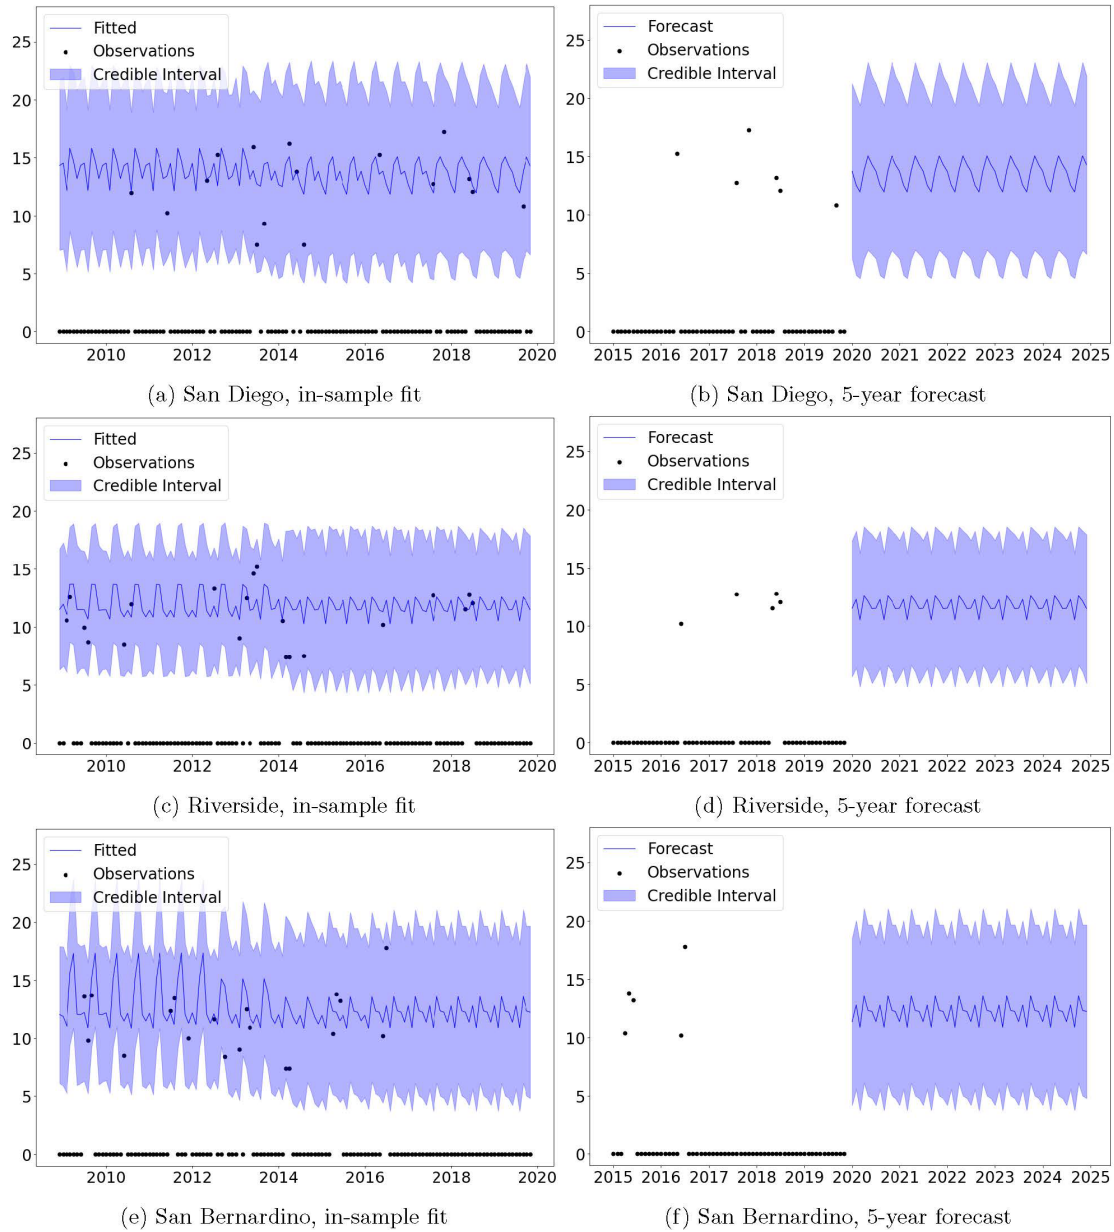 Fitted
Observations
Credible Interval
25
20
15
10
5
0
2010 2012 2014 2016 2018 2020
(a) San Diego, in-sample fit
Forecast
Observations
Credible Interval
25
20
15
10
5
0
2015 2016 2017 2018 2019 2020 2021 2022 2023 2024 2025
(b) San Diego, 5-year forecast
Fitted
Observations
Credible Interval
25
20
15
10
5
0
2010 2012 2014 2016 2018 2020
(c) Riverside, in-sample fit
Forecast
Observations
Credible Interval
25
20
15
10
5
0
2015 2016 2017 2018 2019 2020 2021 2022 2023 2024 2025
(d) Riverside, 5-year forecast
Fitted
Observations
Credible Interval
25
20
15
10
5
0
2010 2012 2014 2016 2018 2020
(e) San Bernardino, in-sample fit
Forecast
Observations
Credible Interval
25
20
15
10
5
0
2015 2016 2017 2018 2019 2020 2021 2022 2023 2024 2025
(f) San Bernardino, 5-year forecast